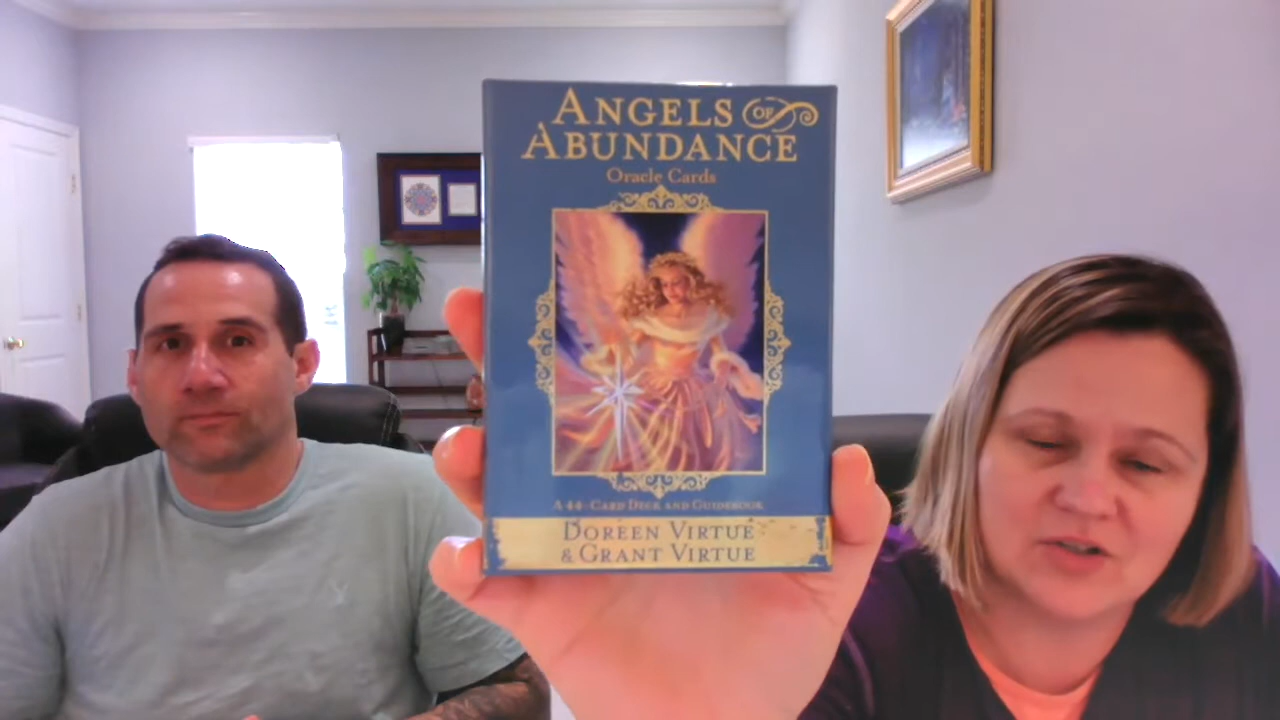 ANGELS OF
ABUNDANCE
Oracle Cards
A 44-CARD DECK AND GUIDEBOOK
DOREEN VIRTUE
& GRANT VIRTUE